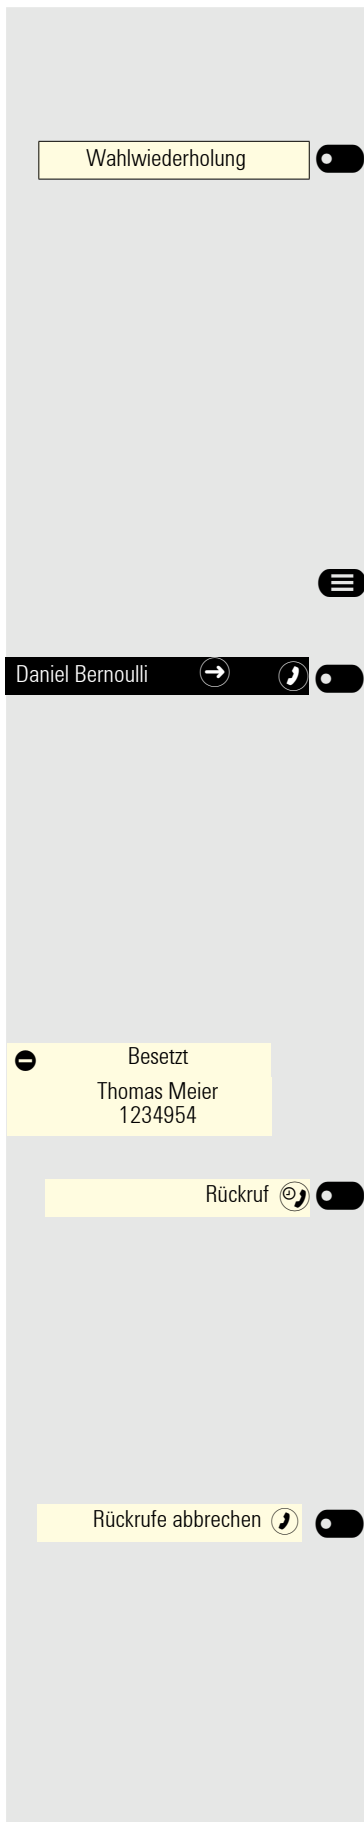 Wahlwiederholung
Daniel Bernoulli
Besetzt
Thomas Meier
1234954
Rückruf
Rückrufe abbrechen